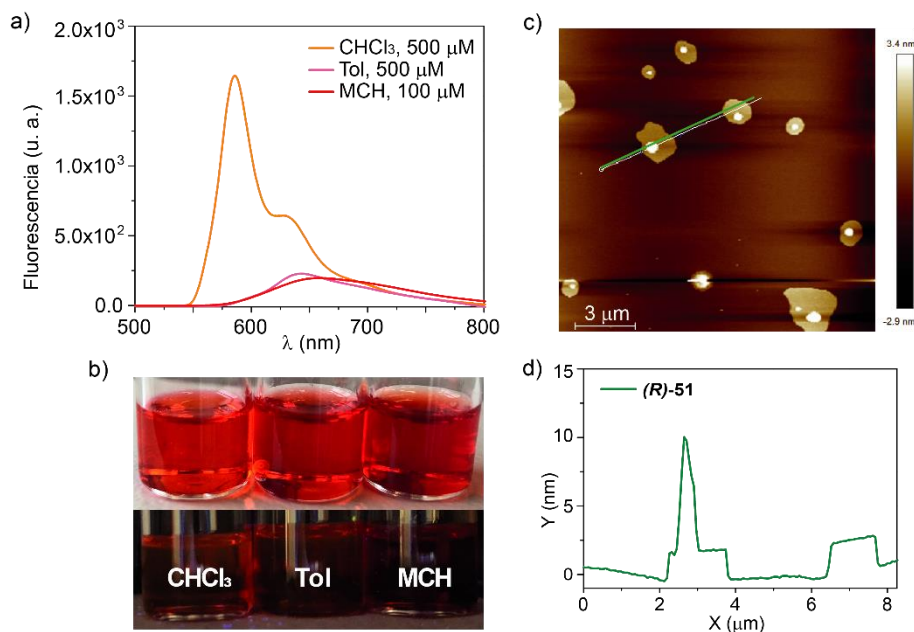 a)
2.0x10³
1.5x10³
1.0x10³
5.0x10²
0.0
Fluorescencia (u. a.)
500
600
700
800
λ (nm)
CHCl₃, 500 μM
Tol, 500 μM
MCH, 100 μM
b)
CHCl₃
Tol
MCH
c)
3 μm
3.4 nm
-2.9 nm
d)
(R)-51
15
10
5
0
Y (nm)
0
2
4
6
8
X (μm)